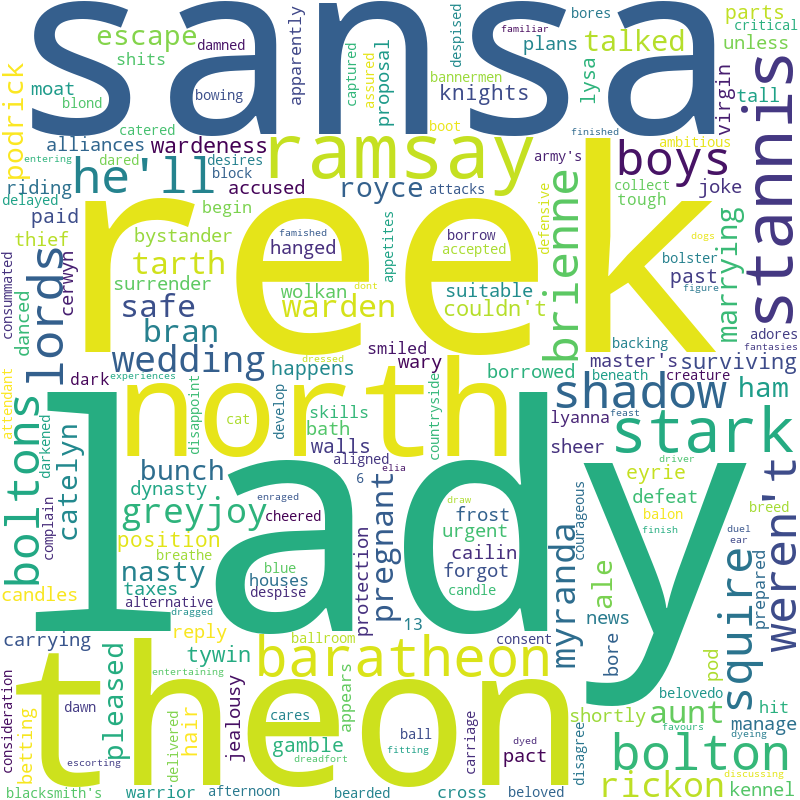 sansa
reek
lady
theon
north
ramsay
stannis
baratheon
stark
bolton
boltons
shadow
brienne
lords
he'll
boys
squire
weren't
wedding
greyjoy
rickon
safe
warden
tarth
bran
royce
escape
talked
podrick
catelyn
pregnant
myranda
marrying
aunt
ale
ham
nasty
bunch
pleased
tywin
position
wardeness
knights
alliances
accused
lysa
proposal
plans
parts
unless
virgin
tall
joke
tough
past
surviving
master's
borrowed
couldn't
suitable
hanged
wolkan
surrender
bystander
begin
thief
paid
riding
moat
shits
damned
blond
bowing
apparently
captured
assured
despised
bannermen
familiar
bores
critical
boot
catered
dared
desires
block
delayed
entering
cerwyn
danced
consummated
attendant
darkened
complain
dark
experiences
happens
smiled
wary
famished
dont
dressed
appetites
attacks
borrow
accepted
defensive
army's
finished
ambitious
collect
dogs
bolster
figure
adores
fantasies
backing
beneath
creature
lyanna
sheer
eyrie
defeat
breed
balon
driver
feast
countryside
skills
bath
walls
aligned
develop
disappoint
cat
elia
6
dynasty
taxes
breathe
blue
houses
despise
enraged
cheered
alternative
dragged
protection
frost
urgent
cailin
forgot
candle
draw
courageous
finish
duel
ear
prepared
news
bore
pod
belovedo
hit
manage
favours
dyeing
discussing
kennel
shortly
disagree
consent
13
ballroom
reply
hair
jealousy
candles
carrying
consideration
betting
dawn
escorting
blacksmith's
warrior
delivered
entertaining
afternoon
cares
gamble
dreadfort
bearded
appears
ball
fitting
cross
carriage
pact
dyed
beloved